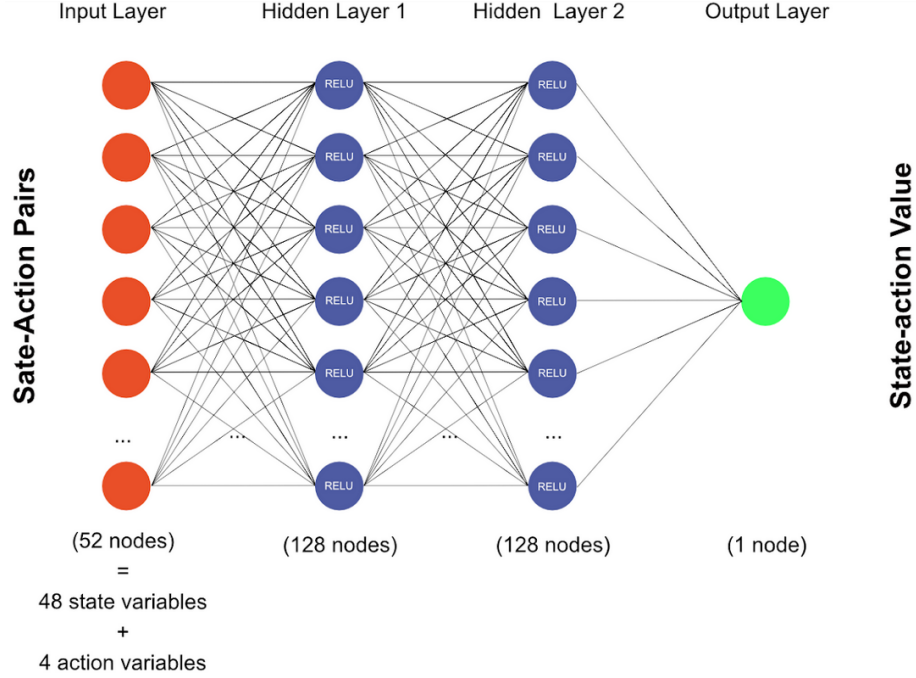 Input Layer
Hidden Layer 1
Hidden Layer 2
Output Layer
Sate-Action Pairs
RELU
RELU
RELU
RELU
RELU
RELU
RELU
RELU
RELU
RELU
...
...
...
...
...
RELU
RELU
State-action Value
(52 nodes)
(128 nodes)
(128 nodes)
(1 node)
=
48 state variables
+
4 action variables